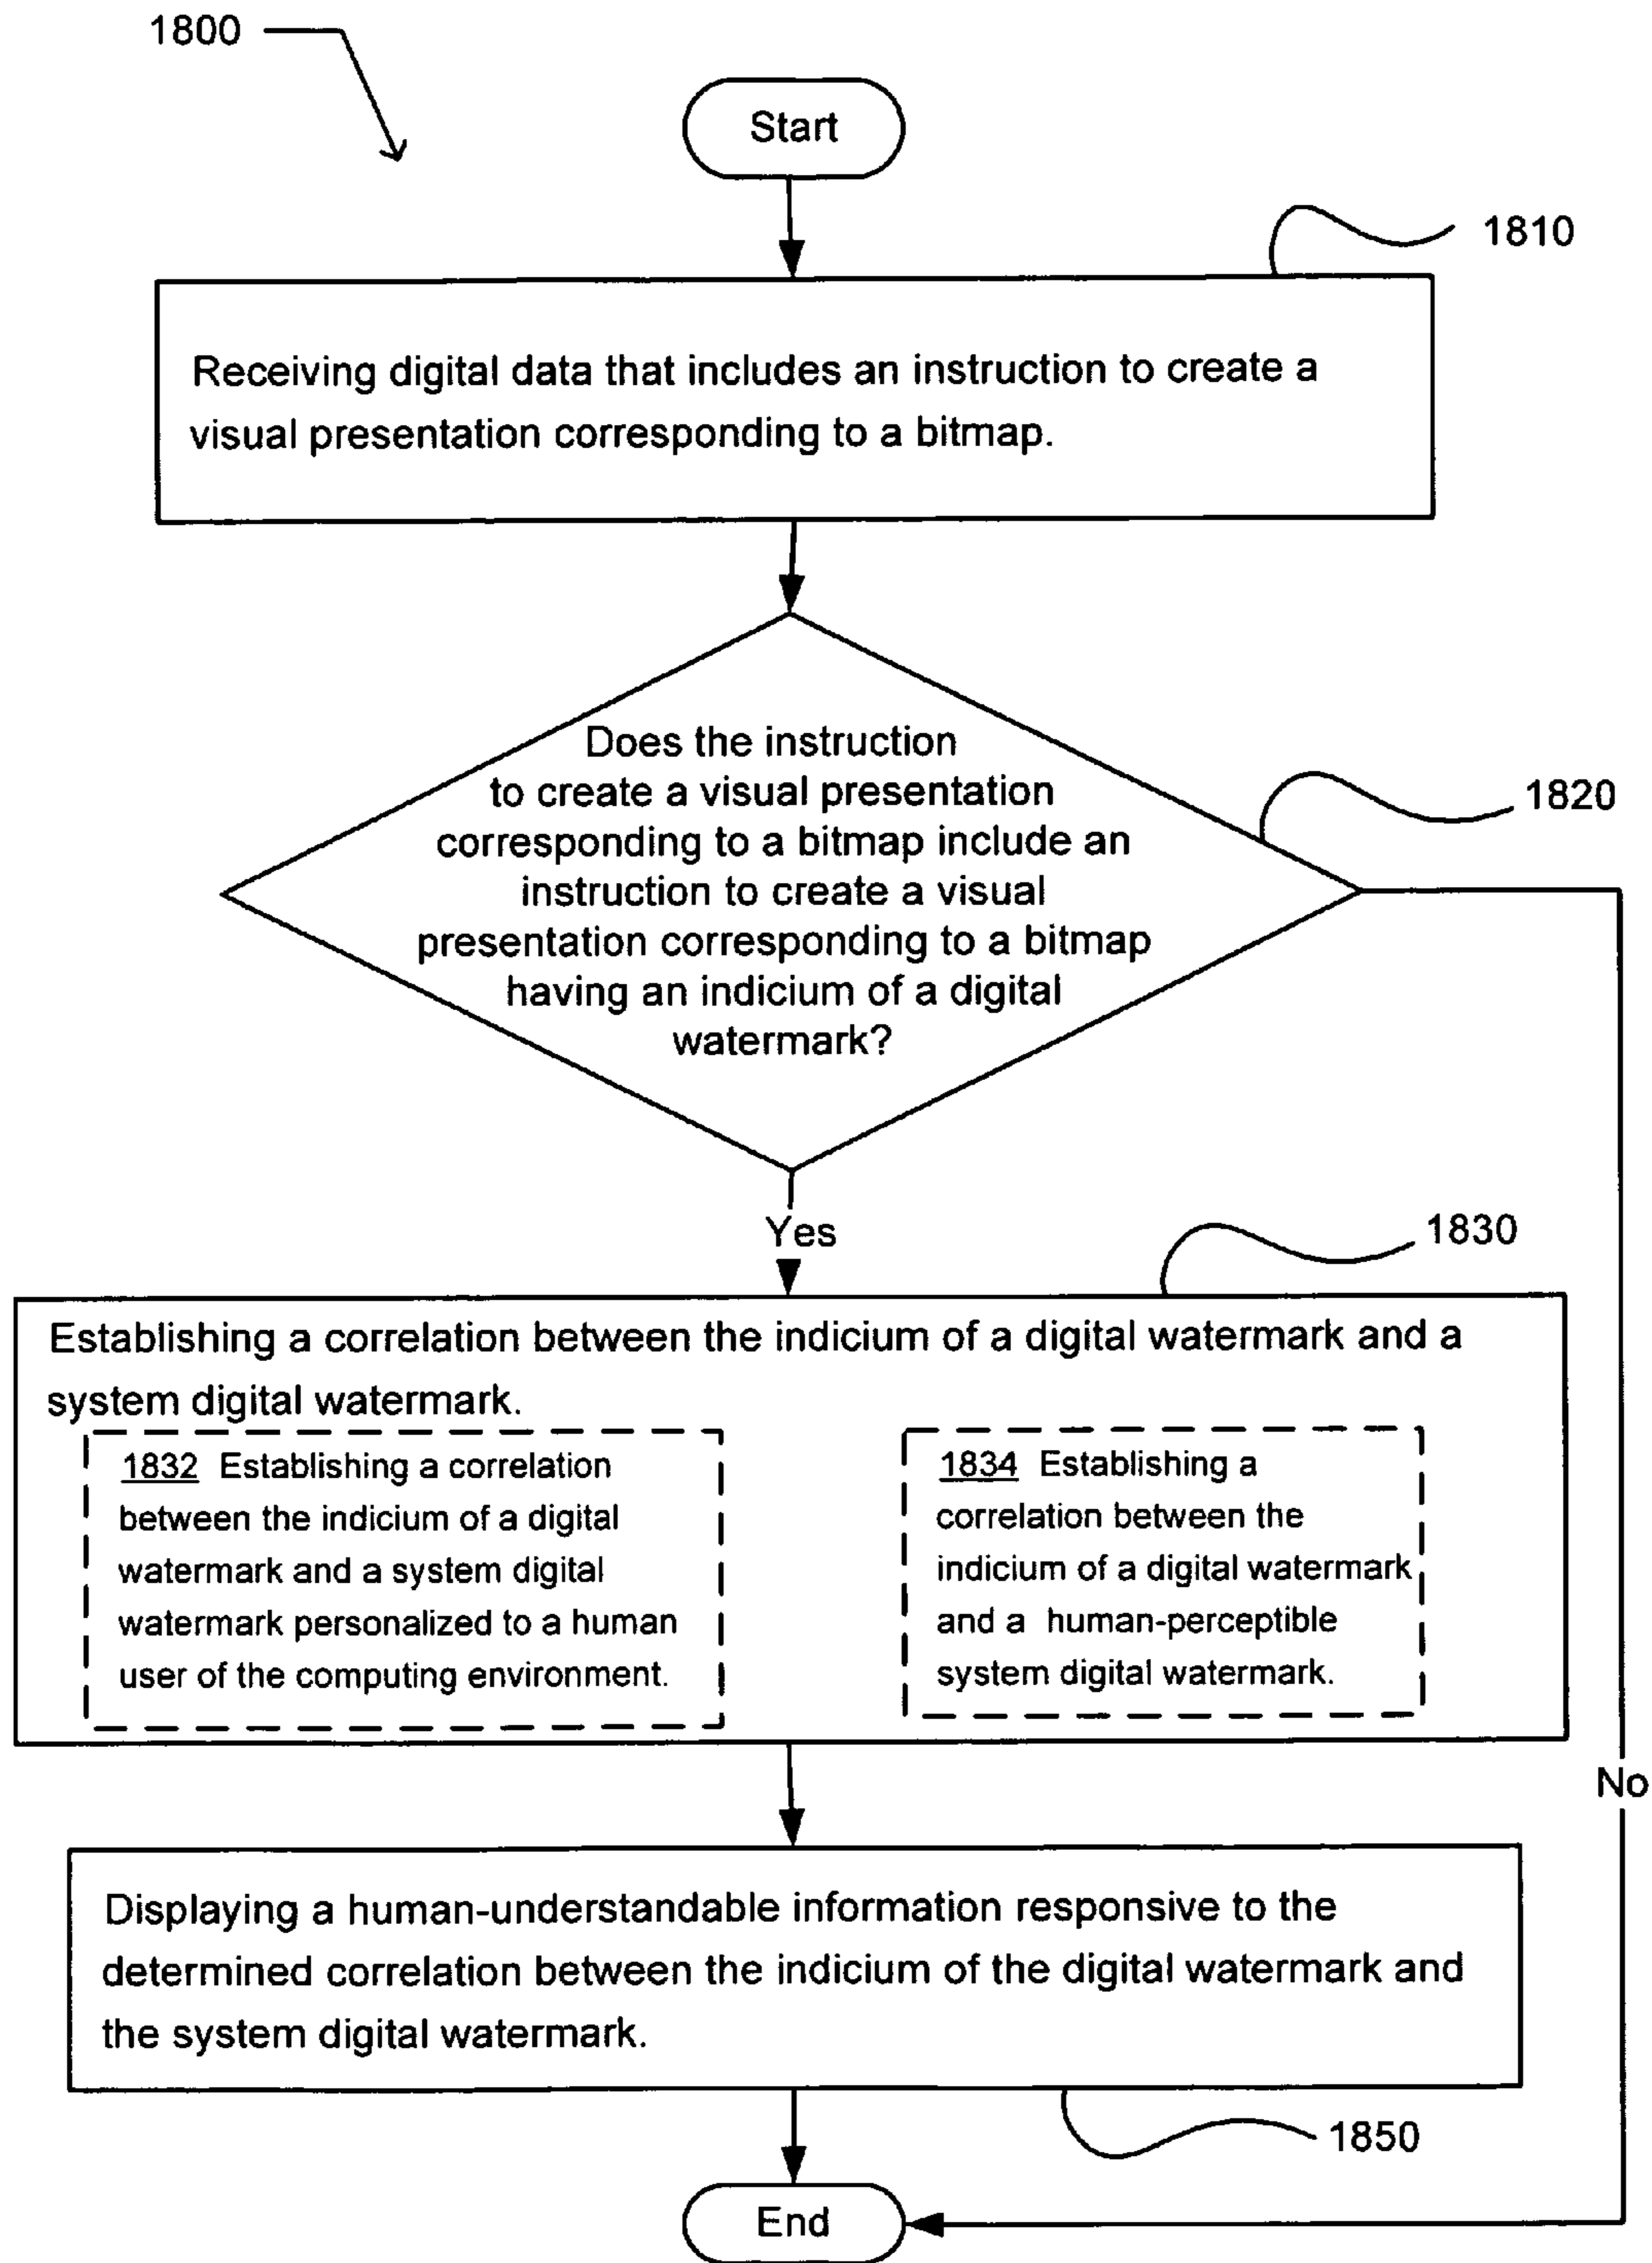 1800
Start
1810
Receiving digital data that includes an instruction to create a
visual presentation corresponding to a bitmap.
Does the instruction
to create a visual presentation
corresponding to a bitmap include an
instruction to create a visual
presentation corresponding to a bitmap
having an indicium of a digital
watermark?
1820
Yes
1830
Establishing a correlation between the indicium of a digital watermark and a
system digital watermark.
1832 Establishing a correlation
between the indicium of a digital
watermark and a system digital
watermark personalized to a human
user of the computing environment.
1834 Establishing a
correlation between the
indicium of a digital watermark
and a human-perceptible
system digital watermark.
No
Displaying a human-understandable information responsive to the
determined correlation between the indicium of the digital watermark and
the system digital watermark.
1850
End